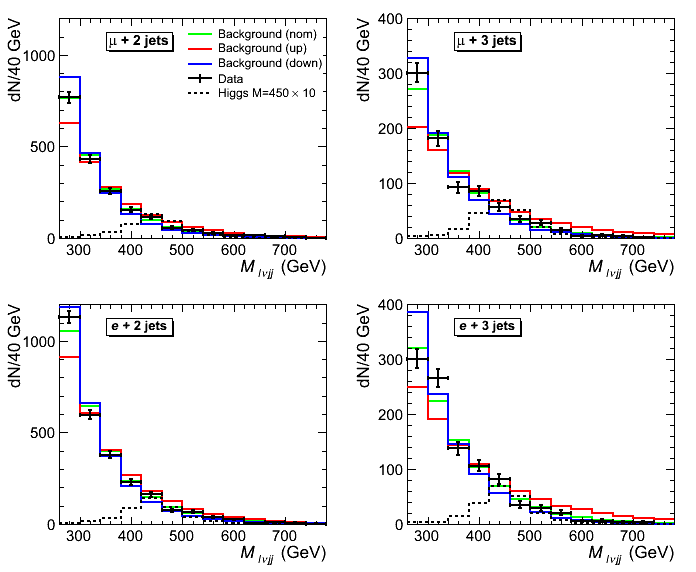 dN/40 GeV
1000
500
0
300 400 500 600 700
M lνjj (GeV)
μ + 2 jets
Background (nom)
Background (up)
Background (down)
Data
Higgs M=450 × 10
dN/40 GeV
400
300
200
100
0
300 400 500 600 700
M lνjj (GeV)
μ + 3 jets
dN/40 GeV
1000
500
0
300 400 500 600 700
M lνjj (GeV)
e + 2 jets
dN/40 GeV
400
300
200
100
0
300 400 500 600 700
M lνjj (GeV)
e + 3 jets